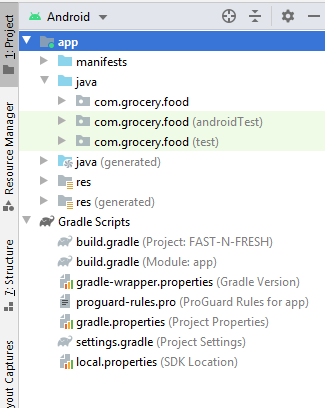 Android
app
manifests
java
com.grocery.food
com.grocery.food (androidTest)
com.grocery.food (test)
java (generated)
res
res (generated)
Gradle Scripts
build.gradle (Project: FAST-N-FRESH)
build.gradle (Module: app)
gradle-wrapper.properties (Gradle Version)
proguard-rules.pro (ProGuard Rules for app)
gradle.properties (Project Properties)
settings.gradle (Project Settings)
local.properties (SDK Location)
1: Project
Resource Manager
7: Structure
yout Captures